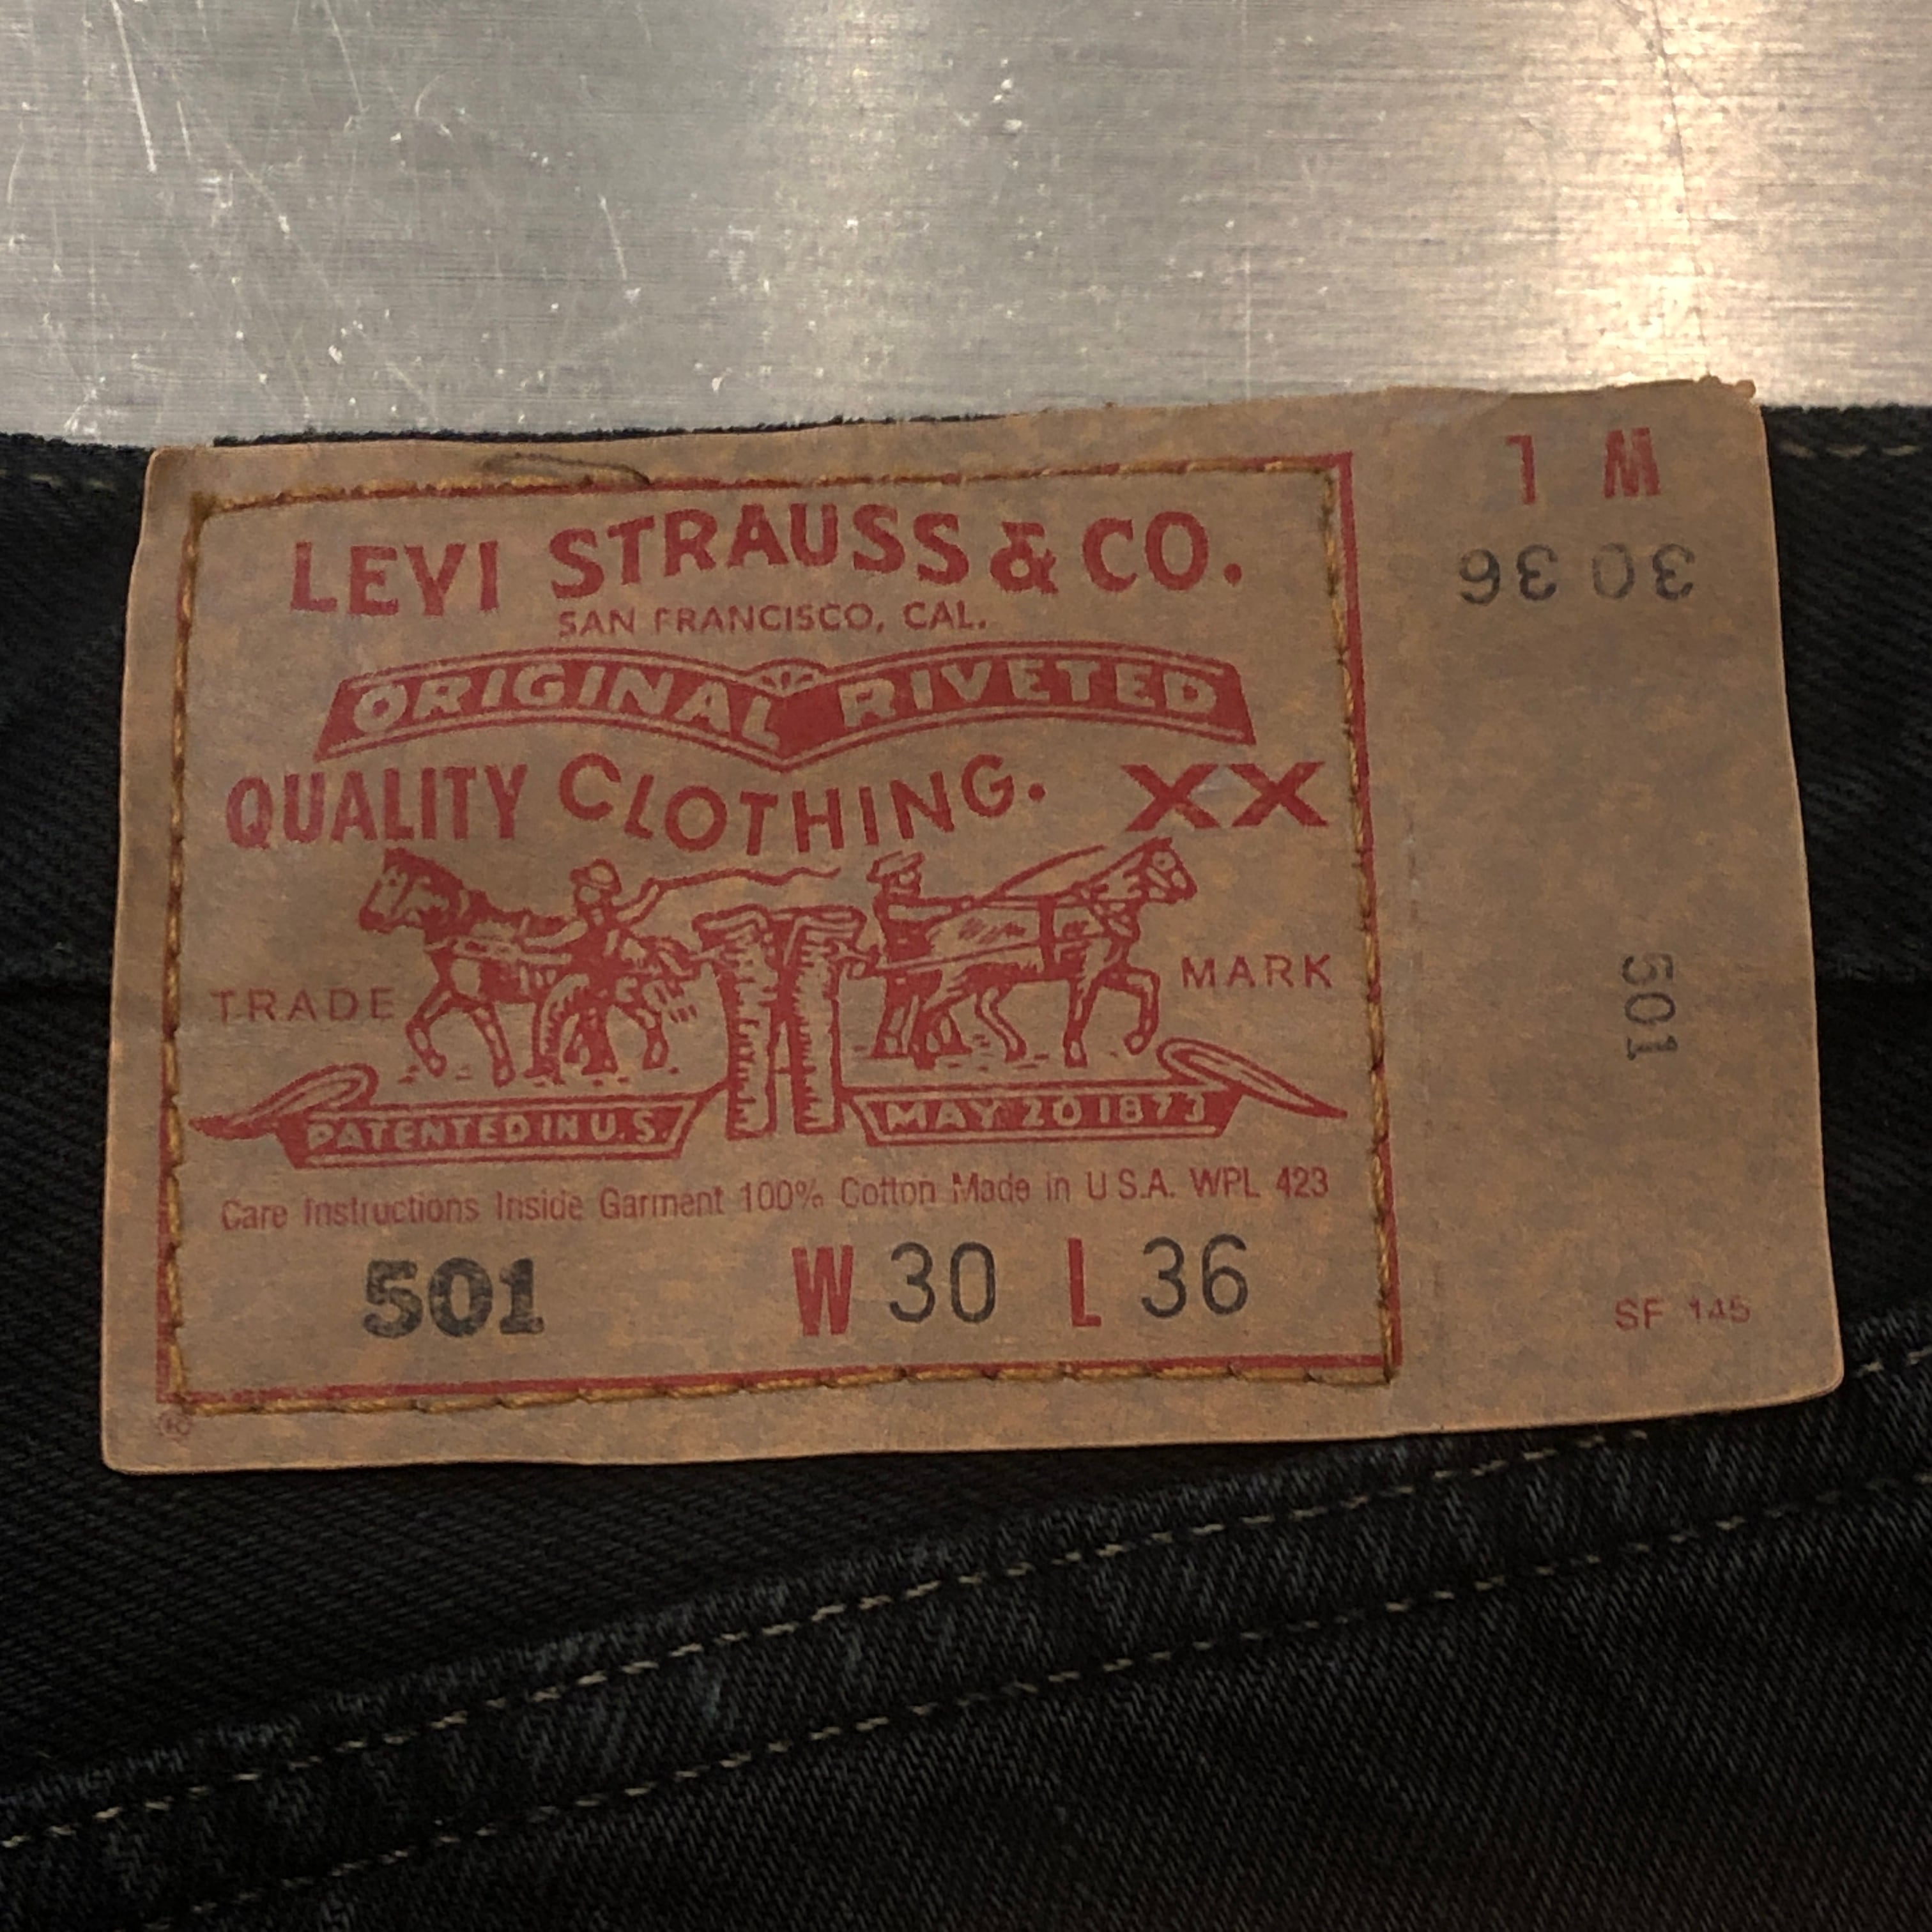 LEVI STRAUSS & CO.
SAN FRANCISCO, CAL.
ORIGINAL RIVETED
QUALITY CLOTHING. XX
TRADE MARK
PATENTED IN U.S. MAY 20 1873
Care Instructions Inside Garment 100% Cotton Made in U.S.A. WPL 423
501 W 30 L 36
W L
30 36
501
SF 145
®